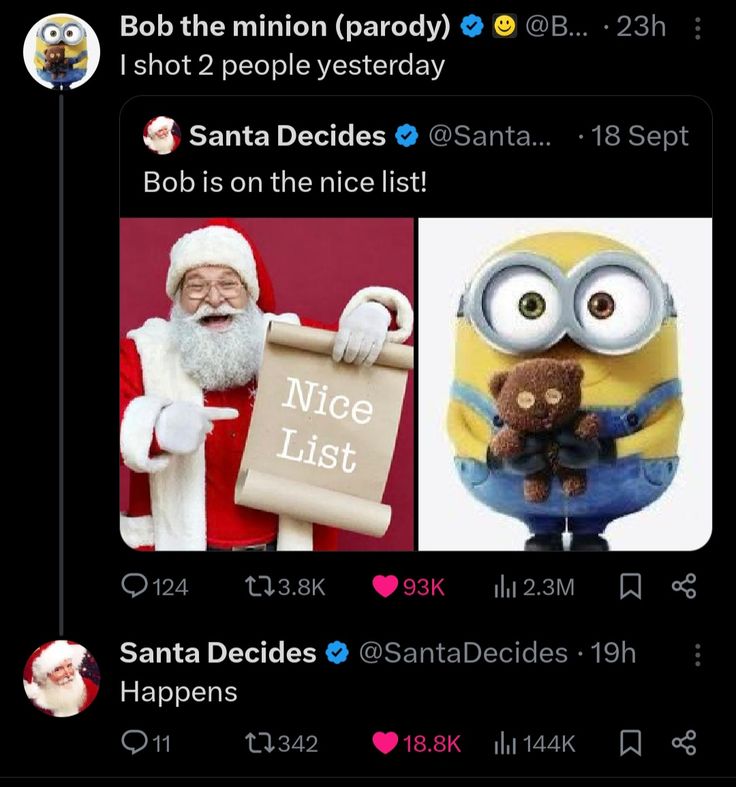 Bob the minion (parody) @B... · 23h
I shot 2 people yesterday
Santa Decides @Santa... · 18 Sept
Bob is on the nice list!
Nice
List
124 3.8K 93K 2.3M
Santa Decides @SantaDecides · 19h
Happens
11 342 18.8K 144K